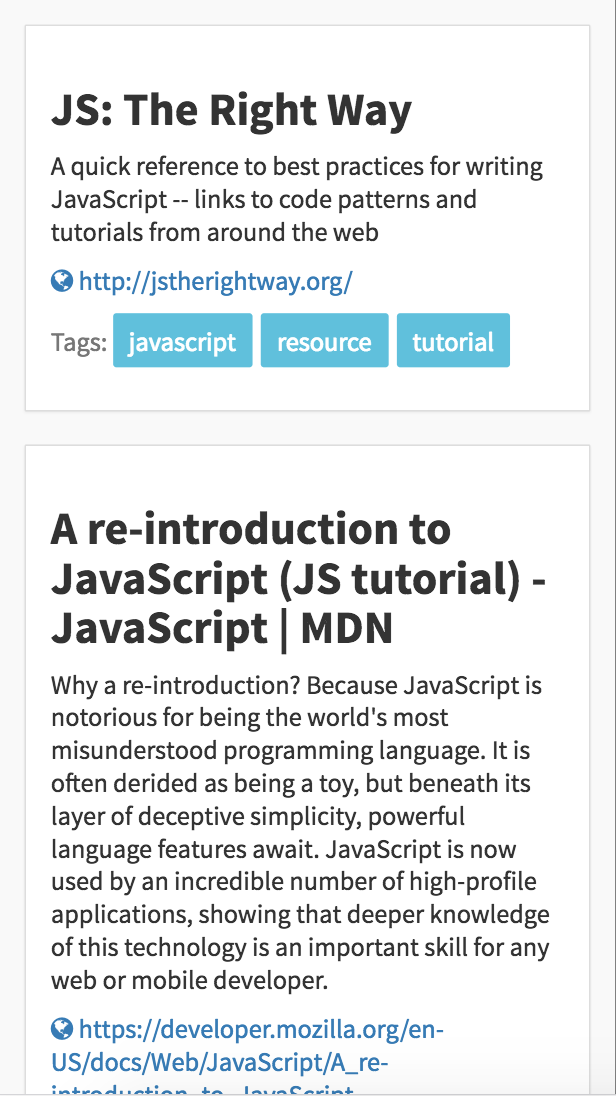 JS: The Right Way
A quick reference to best practices for writing
JavaScript -- links to code patterns and
tutorials from around the web
http://jstherightway.org/
Tags: javascript resource tutorial
A re-introduction to
JavaScript (JS tutorial) -
JavaScript | MDN
Why a re-introduction? Because JavaScript is
notorious for being the world's most
misunderstood programming language. It is
often derided as being a toy, but beneath its
layer of deceptive simplicity, powerful
language features await. JavaScript is now
used by an incredible number of high-profile
applications, showing that deeper knowledge
of this technology is an important skill for any
web or mobile developer.
https://developer.mozilla.org/en-
US/docs/Web/JavaScript/A_re-
introduction_to_JavaScript